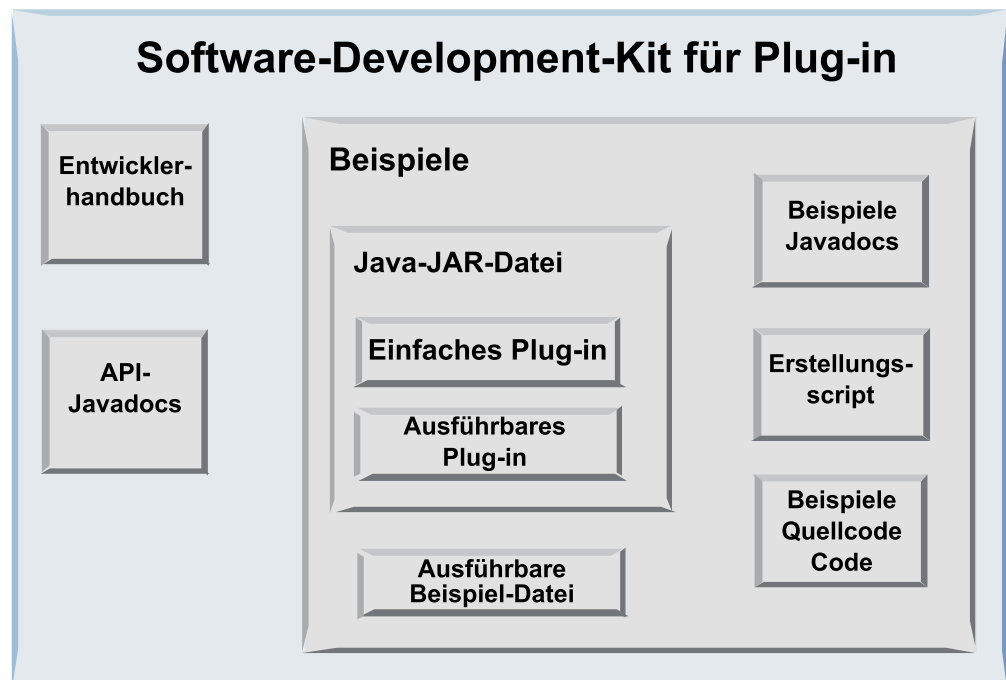 Software-Development-Kit für Plug-in
Entwickler-
handbuch
API-
Javadocs
Beispiele
Java-JAR-Datei
Einfaches Plug-in
Ausführbares
Plug-in
Ausführbare
Beispiel-Datei
Beispiele
Javadocs
Erstellungs-
script
Beispiele
Quellcode
Code